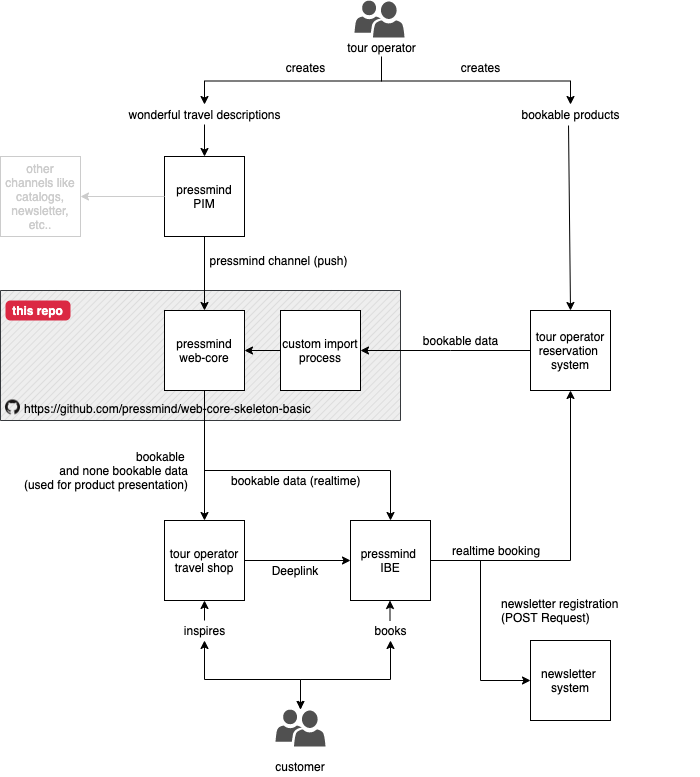 tour operator
creates
creates
wonderful travel descriptions
bookable products
other
channels like
catalogs,
newsletter,
etc..
pressmind
PIM
pressmind channel (push)
this repo
pressmind
web-core
custom import
process
bookable data
tour operator
reservation
system
https://github.com/pressmind/web-core-skeleton-basic
bookable
and none bookable data
(used for product presentation)
bookable data (realtime)
tour operator
travel shop
Deeplink
pressmind
IBE
realtime booking
newsletter registration
(POST Request)
inspires
books
newsletter
system
customer